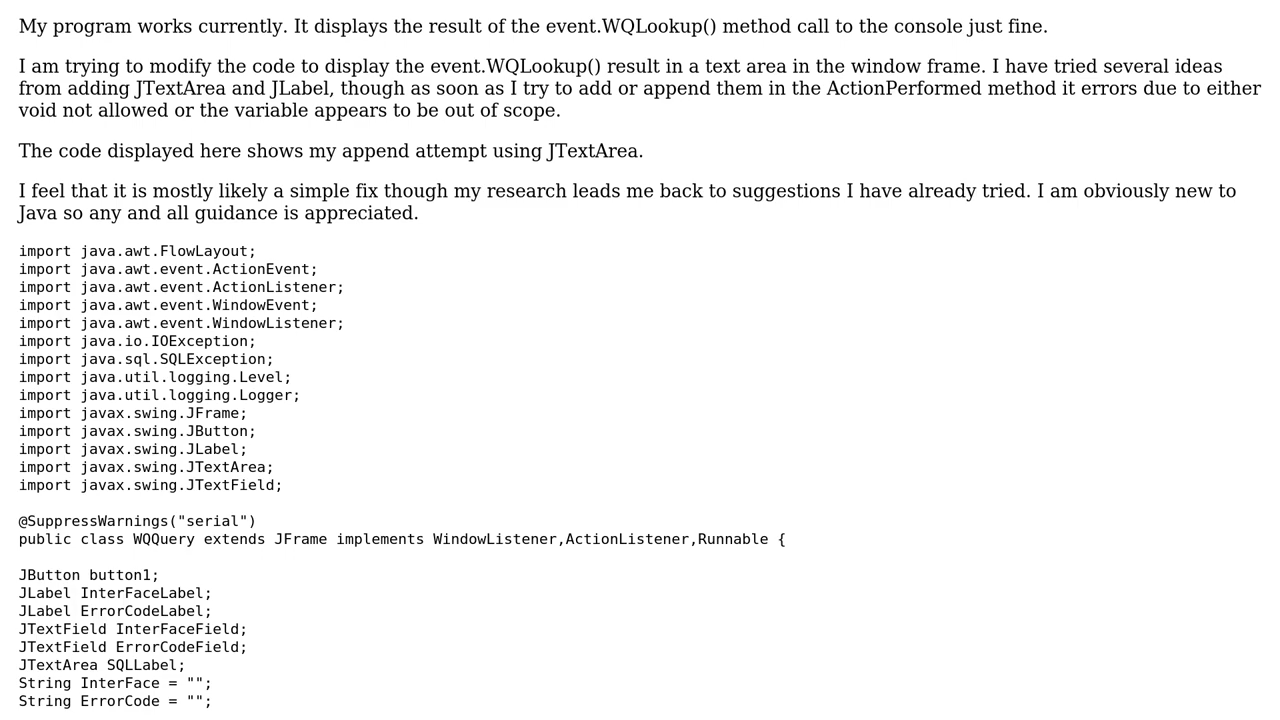 My program works currently. It displays the result of the event.WQLookup() method call to the console just fine.
I am trying to modify the code to display the event.WQLookup() result in a text area in the window frame. I have tried several ideas
from adding JTextArea and JLabel, though as soon as I try to add or append them in the ActionPerformed method it errors due to either
void not allowed or the variable appears to be out of scope.
The code displayed here shows my append attempt using JTextArea.
I feel that it is mostly likely a simple fix though my research leads me back to suggestions I have already tried. I am obviously new to
Java so any and all guidance is appreciated.
import java.awt.FlowLayout;
import java.awt.event.ActionEvent;
import java.awt.event.ActionListener;
import java.awt.event.WindowEvent;
import java.awt.event.WindowListener;
import java.io.IOException;
import java.sql.SQLException;
import java.util.logging.Level;
import java.util.logging.Logger;
import javax.swing.JFrame;
import javax.swing.JButton;
import javax.swing.JLabel;
import javax.swing.JTextArea;
import javax.swing.JTextField;
@SuppressWarnings("serial")
public class WQQuery extends JFrame implements WindowListener,ActionListener,Runnable {
JButton button1;
JLabel InterFaceLabel;
JLabel ErrorCodeLabel;
JTextField InterFaceField;
JTextField ErrorCodeField;
JTextArea SQLLabel;
String InterFace = "";
String ErrorCode = "";